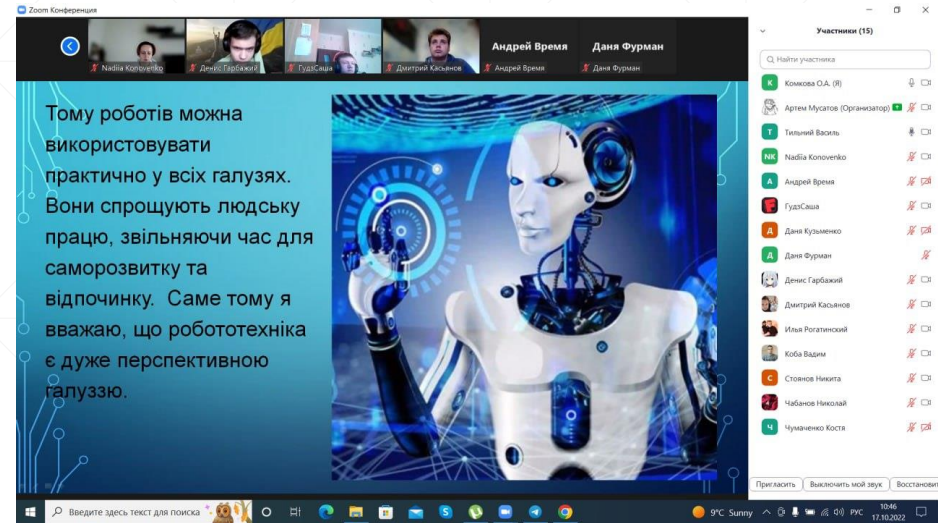 Zoom Конференция
Nadiia Konovenko
Денис Гарбажий
ГудзСаша
Дмитрий Касьянов
Андрей Время
Андрей Время
Даня Фурман
Даня Фурман
Тому роботів можна
використовувати
практично у всіх галузях.
Вони спрощують людську
працю, звільняючи час для
саморозвитку та
відпочинку. Саме тому я
вважаю, що робототехніка
є дуже перспективною
галуззю.
Участники (15)
Найти участника
К Комкова О.А. (Я)
Артем Мусатов (Организатор)
Т Тильний Василь
NK Nadiia Konovenko
А Андрей Время
ГудзСаша
Д Даня Кузьменко
Д Даня Фурман
Денис Гарбажий
Дмитрий Касьянов
Илья Рогатинский
Коба Вадим
С Стоянов Никита
Чабанов Николай
Ч Чумаченко Костя
Пригласить
Выключить мой звук
Восстанови
Введите здесь текст для поиска
9°C Sunny
РУС
10:46
17.10.2022